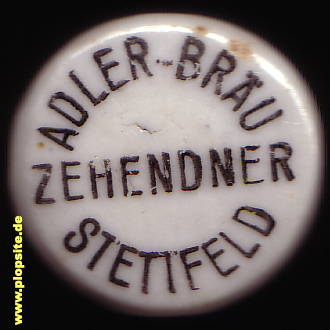 ADLER-BRÄU
ZEHENDNER
STETTFELD
www.plopsite.de